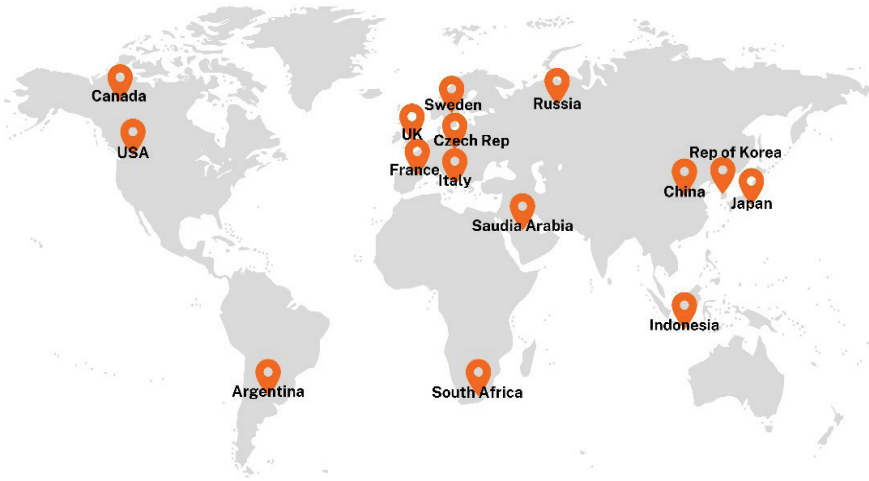 Canada
Sweden
Russia
UK
Czech Rep
USA
Rep of Korea
France
Italy
China
Japan
Saudia Arabia
Indonesia
Argentina
South Africa